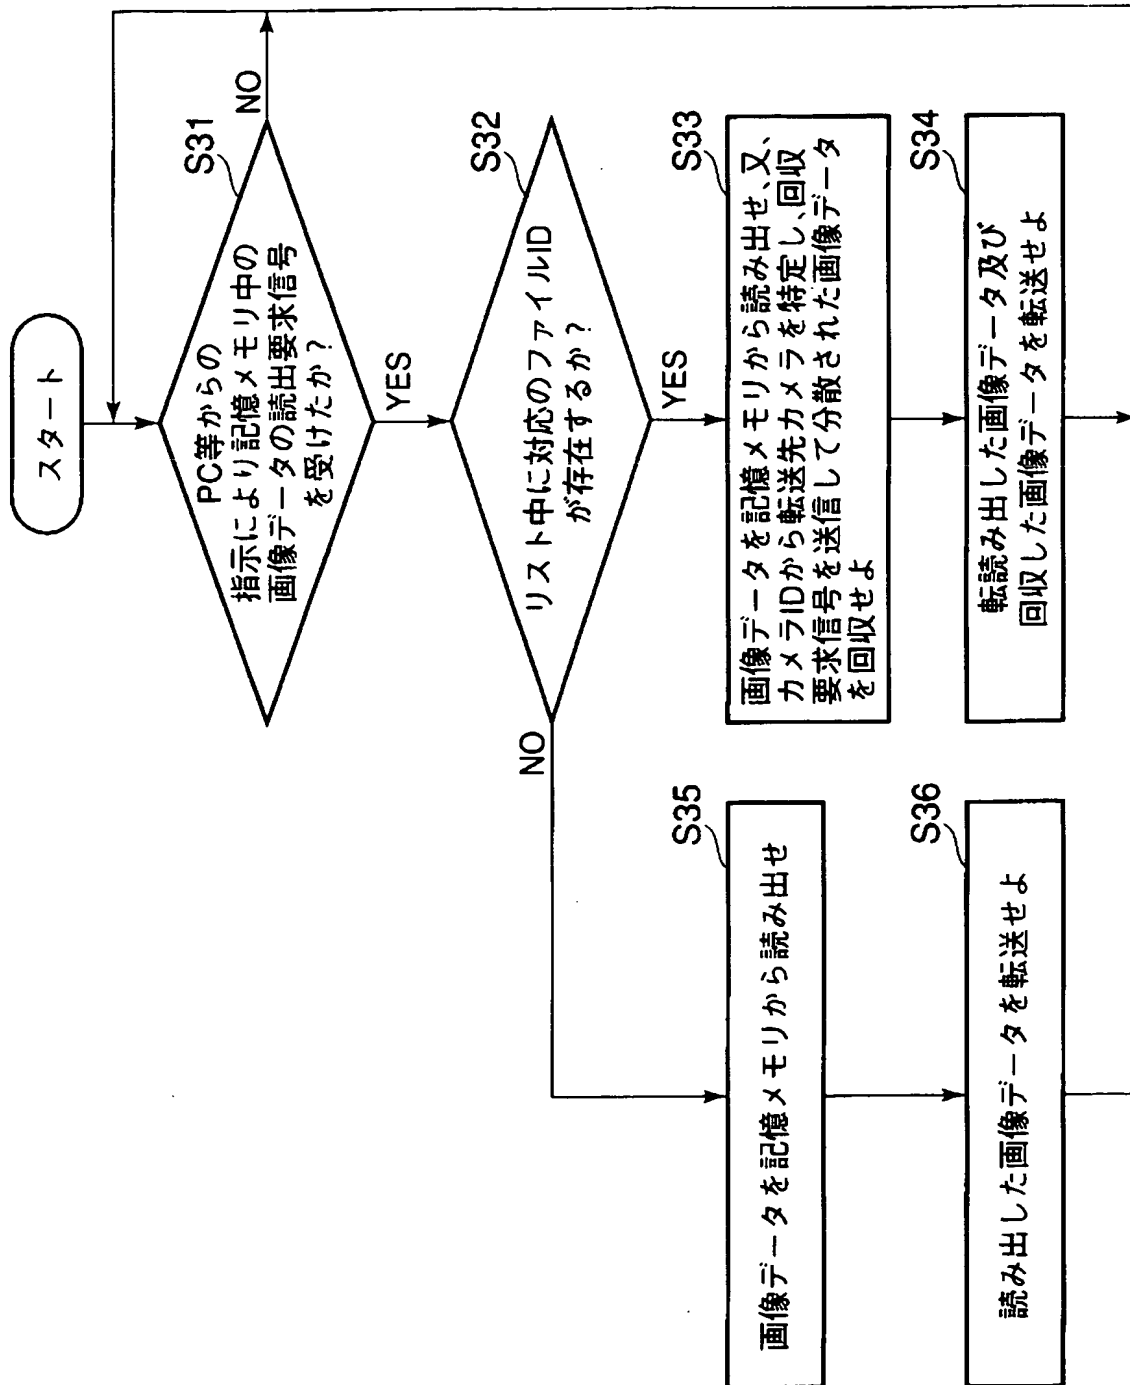 スタート
S31
PC等からの
指示により記憶メモリ中の
画像データの読出要求信号
を受けたか?
NO
YES
S32
リスト中に対応のファイルID
が存在するか?
NO
YES
S33
画像データを記憶メモリから読み出せ、又、
カメラIDから転送先カメラを特定し、回収
要求信号を送信して分散された画像データ
を回収せよ
S34
転読み出した画像データ及び
回収した画像データを転送せよ
S35
画像データを記憶メモリから読み出せ
S36
読み出した画像データを転送せよ